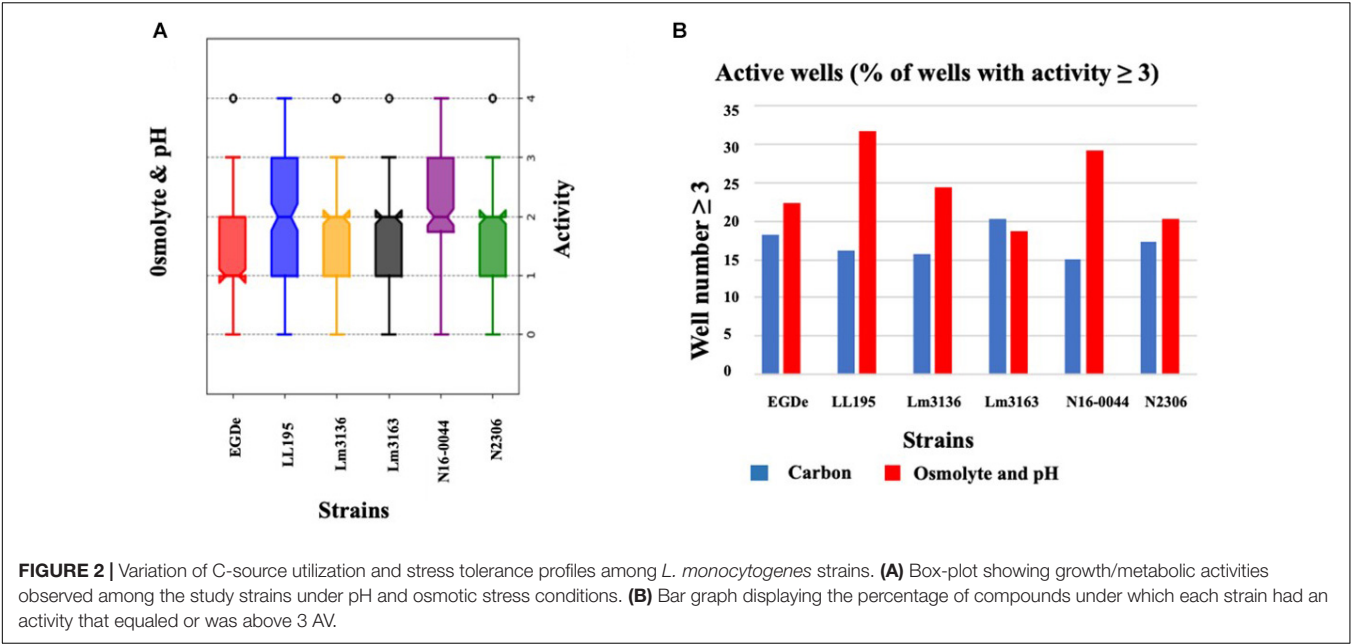 A
0smolyte & pH
4
3
2
1
0
Activity
EGDe
LL195
Lm3136
Lm3163
N16-0044
N2306
Strains
B
Active wells (% of wells with activity ≥ 3)
Well number ≥ 3
35
30
25
20
15
10
5
0
EGDe LL195 Lm3136 Lm3163 N16-0044 N2306
Strains
Carbon Osmolyte and pH
FIGURE 2 | Variation of C-source utilization and stress tolerance profiles among L. monocytogenes strains. (A) Box-plot showing growth/metabolic activities
observed among the study strains under pH and osmotic stress conditions. (B) Bar graph displaying the percentage of compounds under which each strain had an
activity that equaled or was above 3 AV.